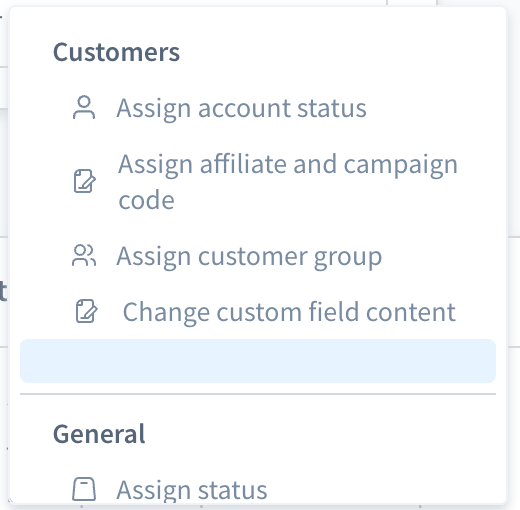 Customers
Assign account status
Assign affiliate and campaign
code
Assign customer group
Change custom field content
General
Assign status